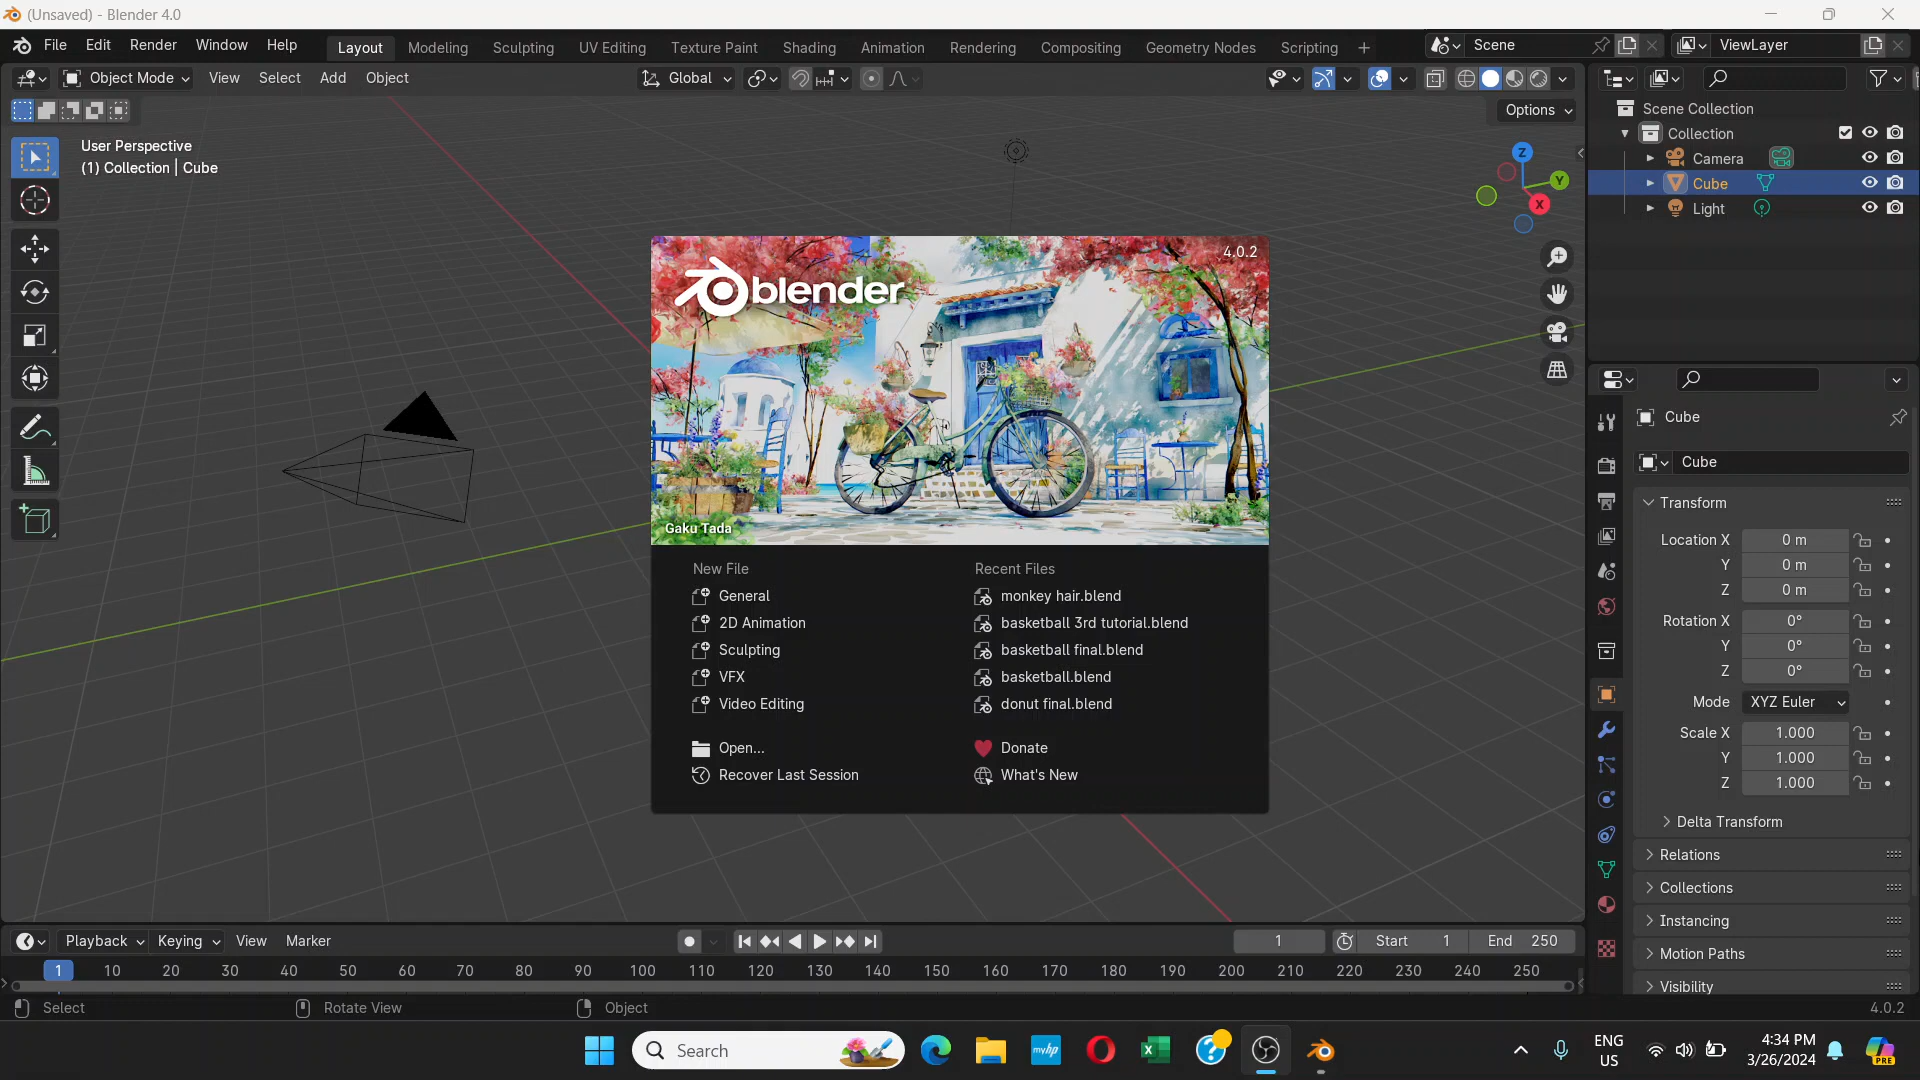 (Unsaved) - Blender 4.0
File Edit Render Window Help
Layout Modeling Sculpting UV Editing Texture Paint Shading Animation Rendering Compositing Geometry Nodes Scripting +
Scene
ViewLayer
Object Mode View Select Add Object
Global
Options
User Perspective
(1) Collection | Cube
Z
Y
X
Scene Collection
Collection
Camera
Cube
Light
4.0.2
blender
Gaku Tada
New File
General
2D Animation
Sculpting
VFX
Video Editing
Open...
Recover Last Session
Recent Files
monkey hair.blend
basketball 3rd tutorial.blend
basketball final.blend
basketball.blend
donut final.blend
Donate
What's New
Cube
Cube
Transform
Location X 0 m
Y 0 m
Z 0 m
Rotation X 0°
Y 0°
Z 0°
Mode XYZ Euler
Scale X 1.000
Y 1.000
Z 1.000
Delta Transform
Relations
Collections
Instancing
Motion Paths
Visibility
Playback Keying View Marker
1
Start 1 End 250
1 10 20 30 40 50 60 70 80 90 100 110 120 130 140 150 160 170 180 190 200 210 220 230 240 250
Select Rotate View Object
4.0.2
Search
myhp
ENG
US
4:34 PM
3/26/2024
PRE